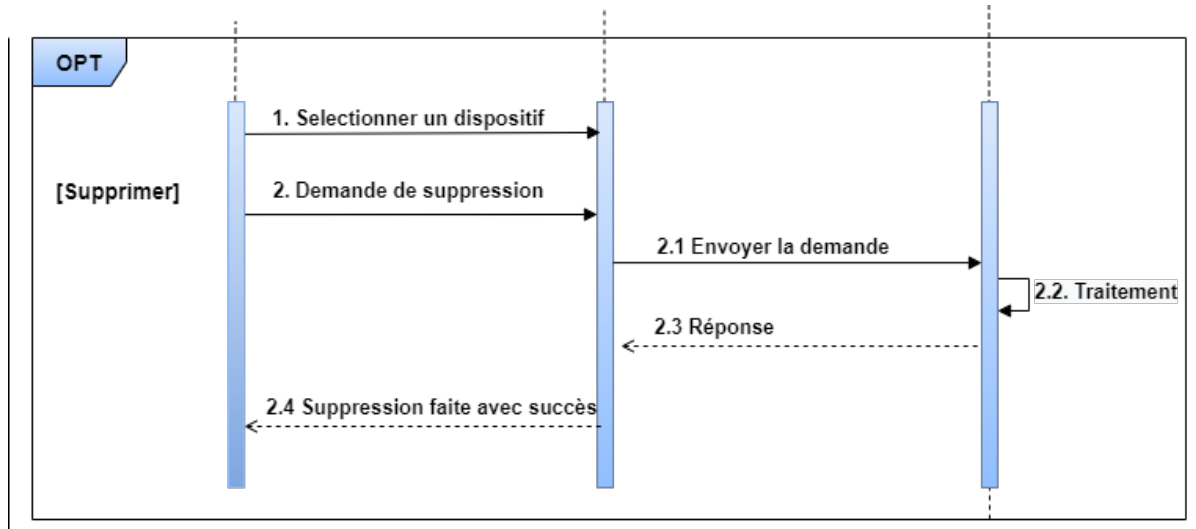 OPT
1. Selectionner un dispositif
[Supprimer]
2. Demande de suppression
2.1 Envoyer la demande
2.2. Traitement
2.3 Réponse
2.4 Suppression faite avec succès